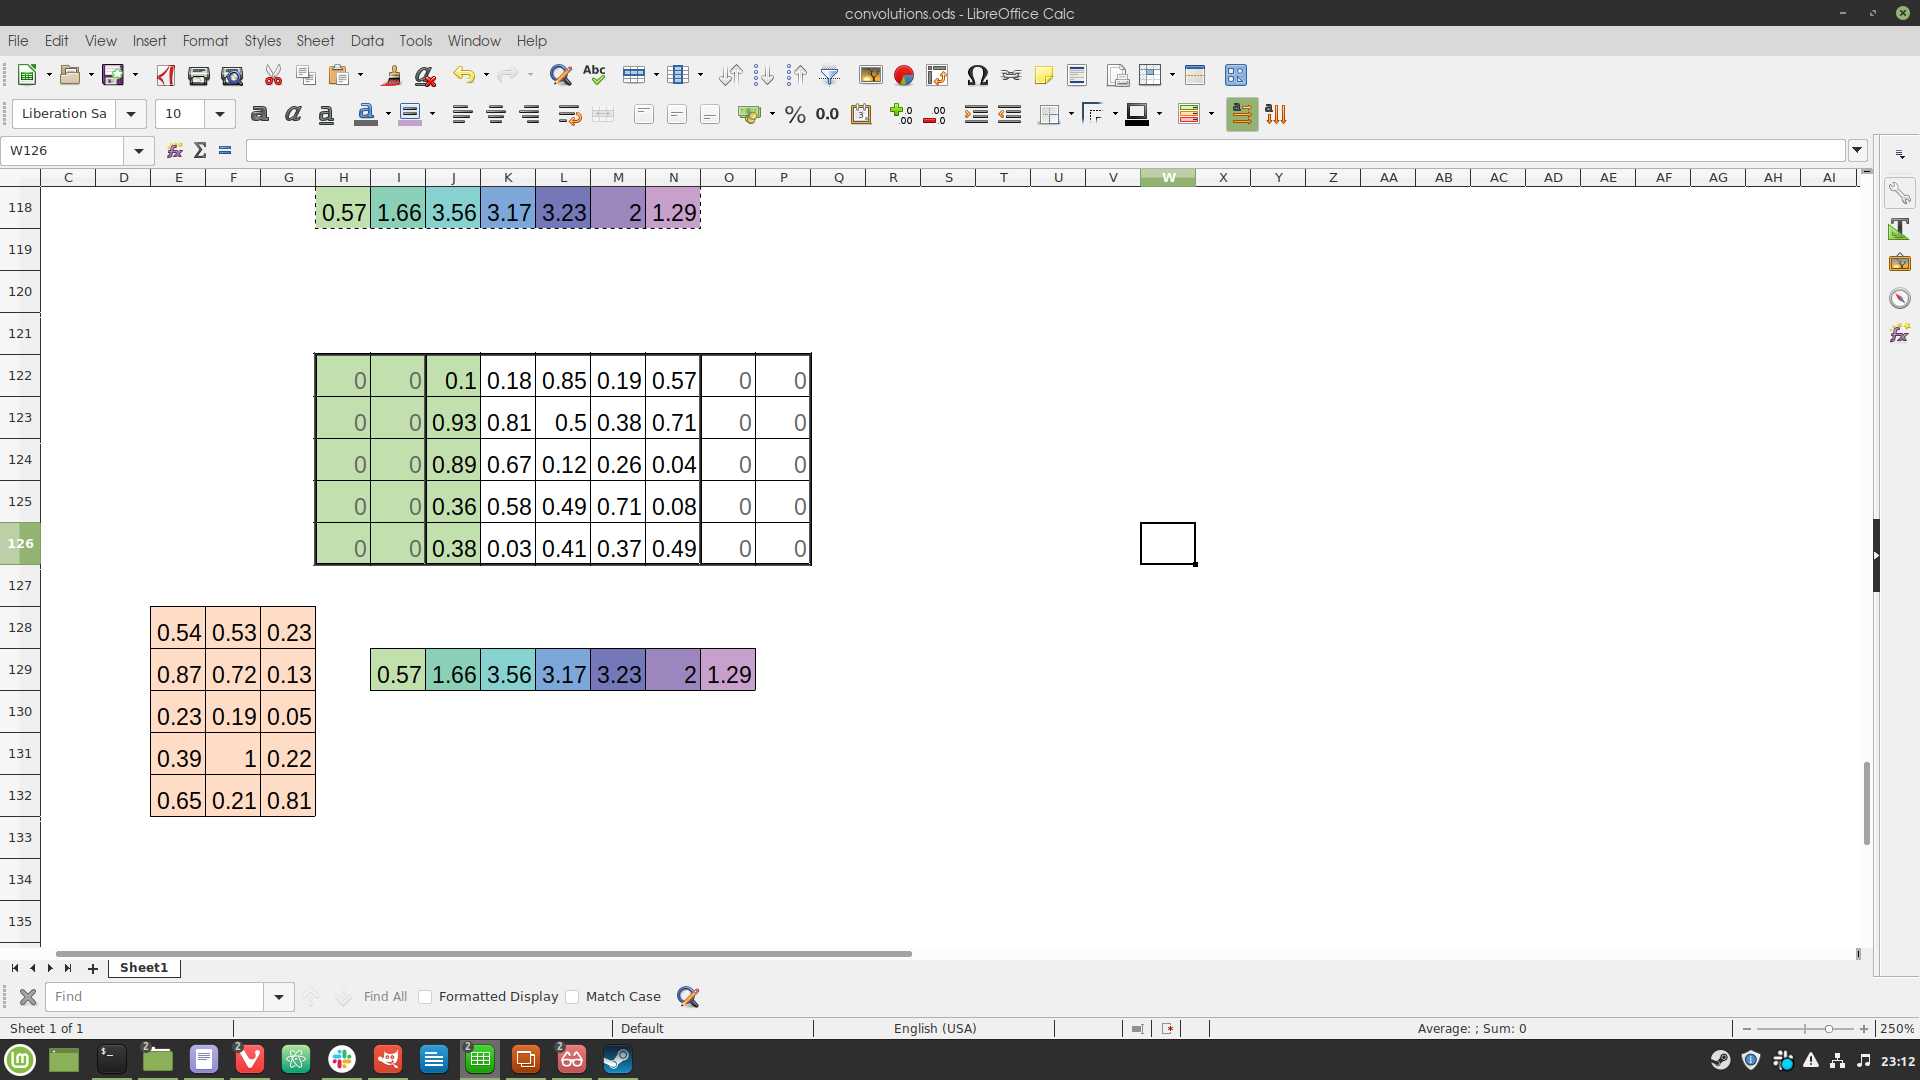 convolutions.ods - LibreOffice Calc
File Edit View Insert Format Styles Sheet Data Tools Window Help
Liberation Sa 10
W126
C D E F G H I J K L M N O P Q R S T U V W X Y Z AA AB AC AD AE AF AG AH AI
118 0.57 1.66 3.56 3.17 3.23 2 1.29
119
120
121
122 0 0 0.1 0.18 0.85 0.19 0.57 0 0
123 0 0 0.93 0.81 0.5 0.38 0.71 0 0
124 0 0 0.89 0.67 0.12 0.26 0.04 0 0
125 0 0 0.36 0.58 0.49 0.71 0.08 0 0
126 0 0 0.38 0.03 0.41 0.37 0.49 0 0
127
128 0.54 0.53 0.23
129 0.87 0.72 0.13 0.57 1.66 3.56 3.17 3.23 2 1.29
130 0.23 0.19 0.05
131 0.39 1 0.22
132 0.65 0.21 0.81
133
134
135
Sheet1
Find Find All Formatted Display Match Case
Sheet 1 of 1 Default English (USA) Average: ; Sum: 0 250%
23:12